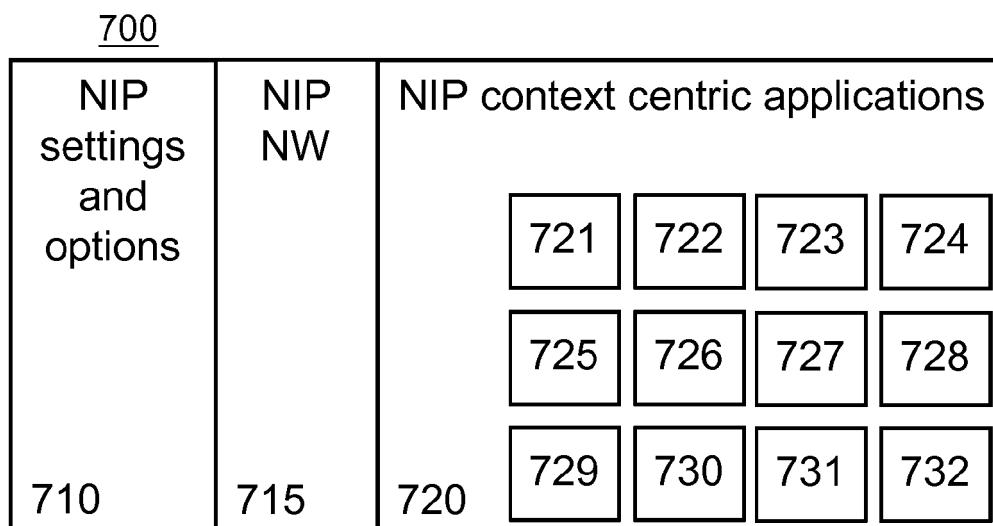 700
NIP settings and options
NIP NW
NIP context centric applications
721 722 723 724
725 726 727 728
729 730 731 732
710 715 720